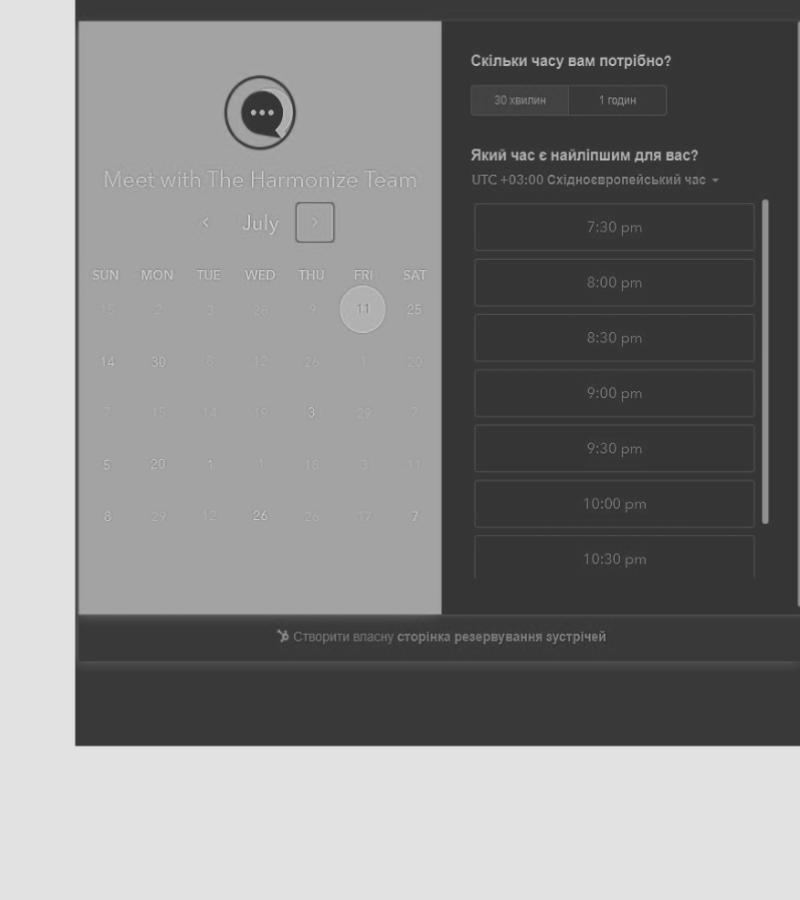 Meet with The Harmonize Team
July
SUN MON TUE WED THU FRI SAT
15 2 3 26 9 11 25
14 30 8 12 26 1 20
7 15 14 19 3 29 7
5 20 1 1 18 3 11
8 29 12 26 26 17 7
Скільки часу вам потрібно?
30 хвилин 1 годин
Який час є найліпшим для вас?
UTC +03:00 Східноєвропейський час
7:30 pm
8:00 pm
8:30 pm
9:00 pm
9:30 pm
10:00 pm
10:30 pm
Створити власну сторінка резервування зустрічей